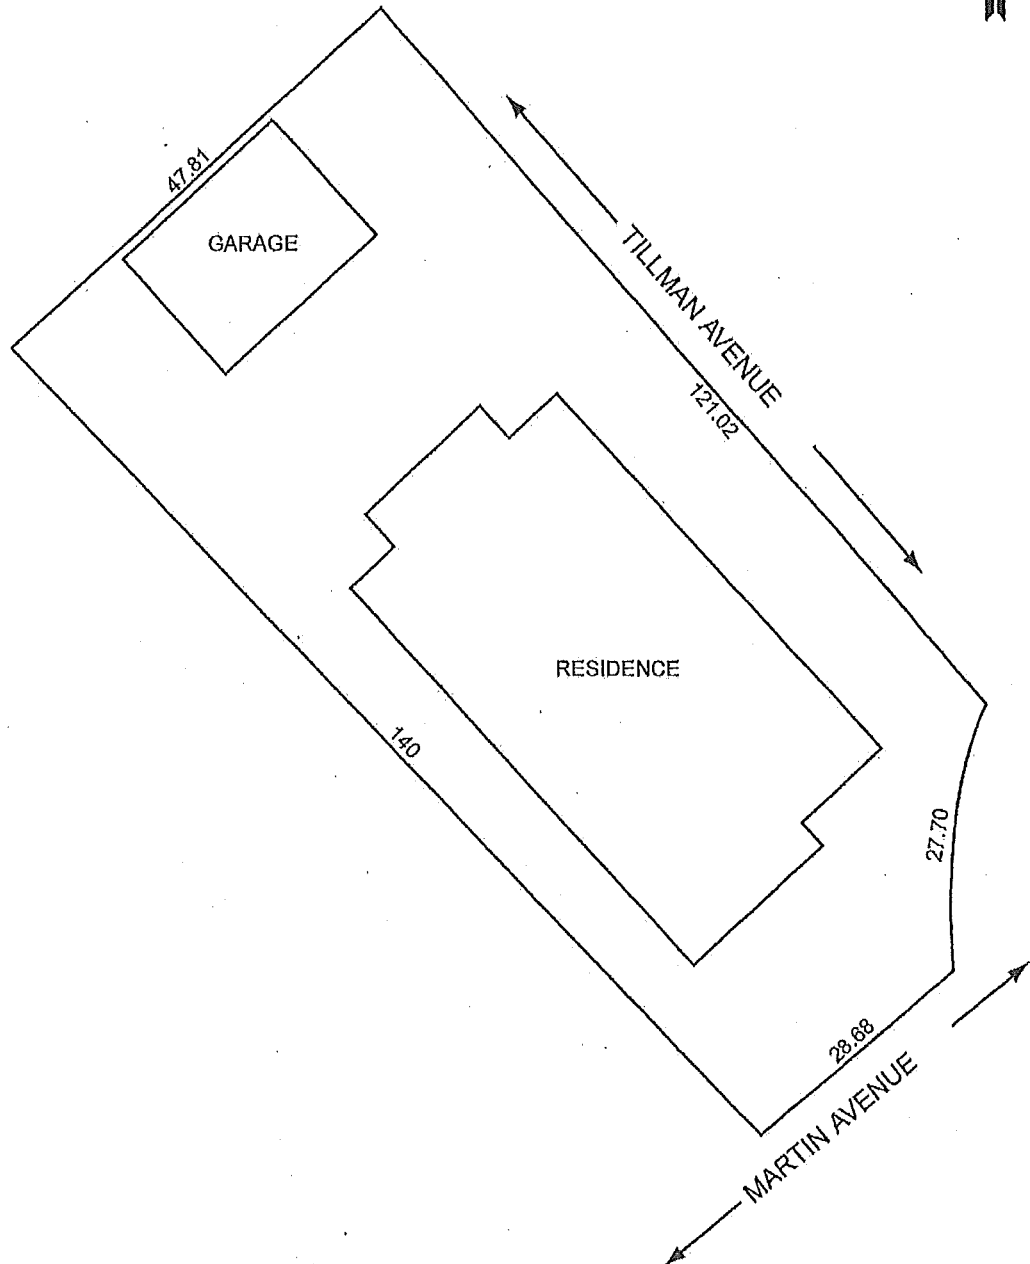 47.81
GARAGE
TILLMAN AVENUE
121.02
RESIDENCE
140
27.70
28.68
MARTIN AVENUE